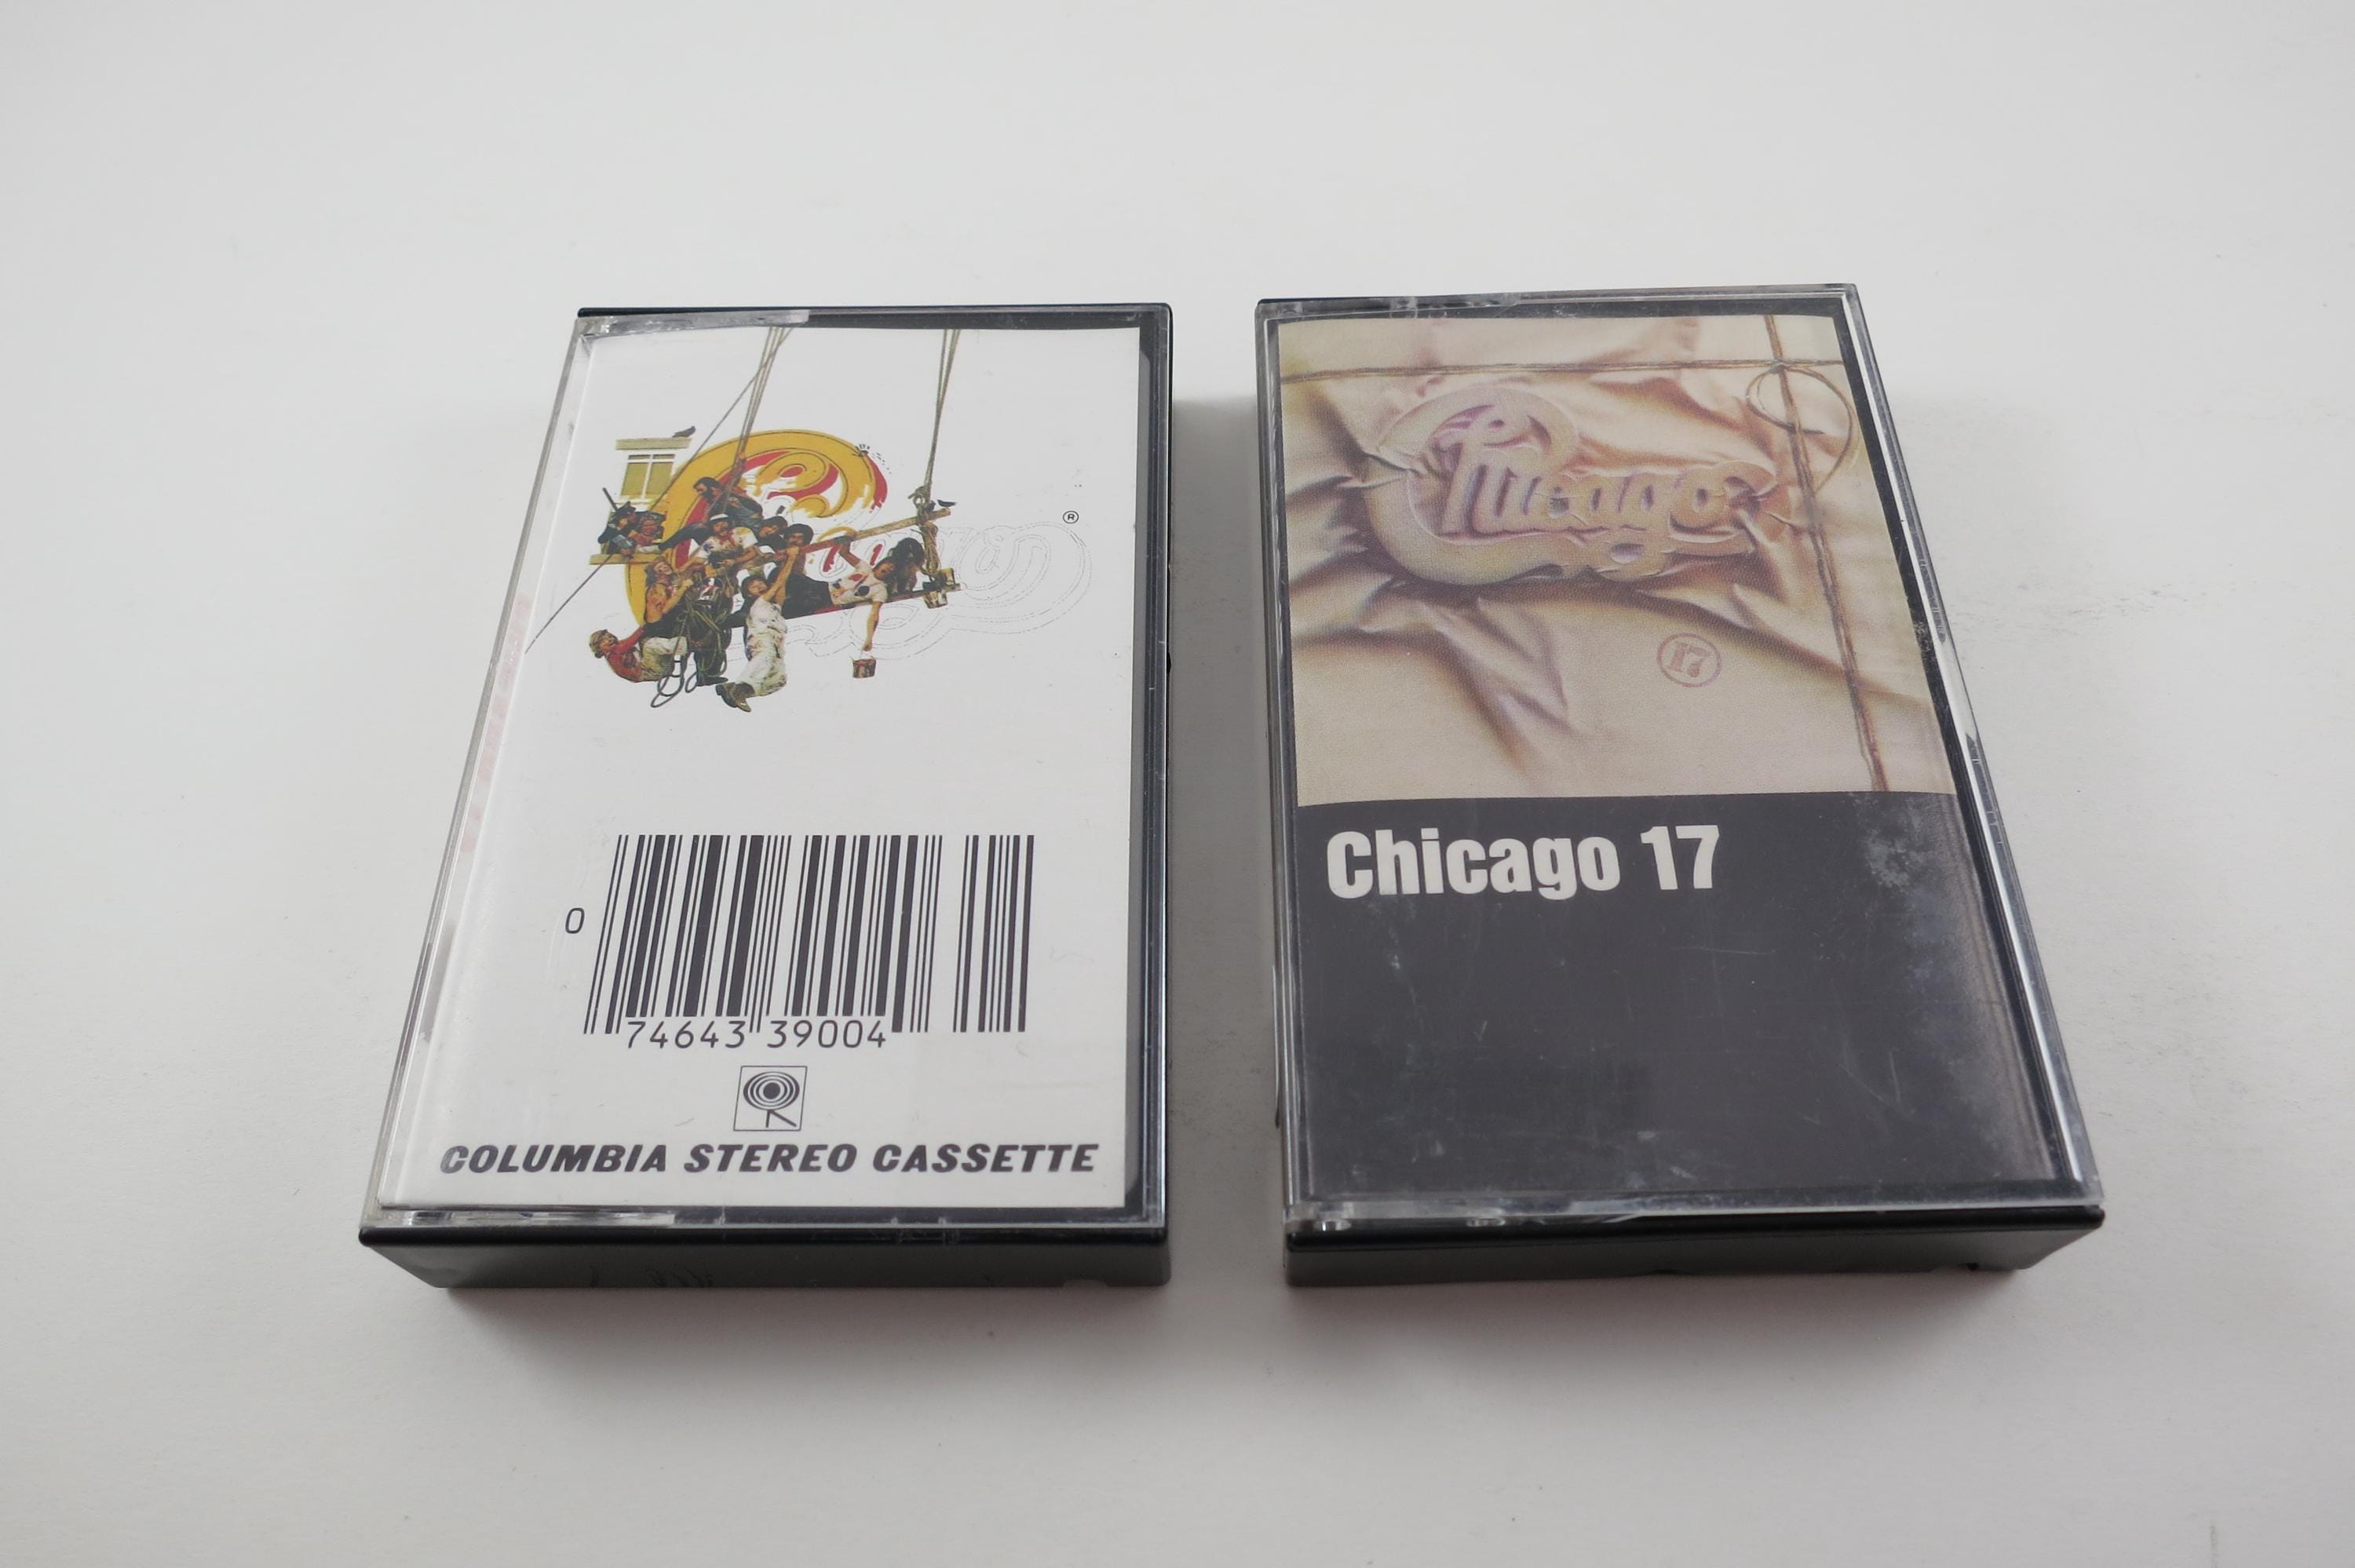 Chicago
®
0
74643 39004
COLUMBIA STEREO CASSETTE
Chicago
17
Chicago 17